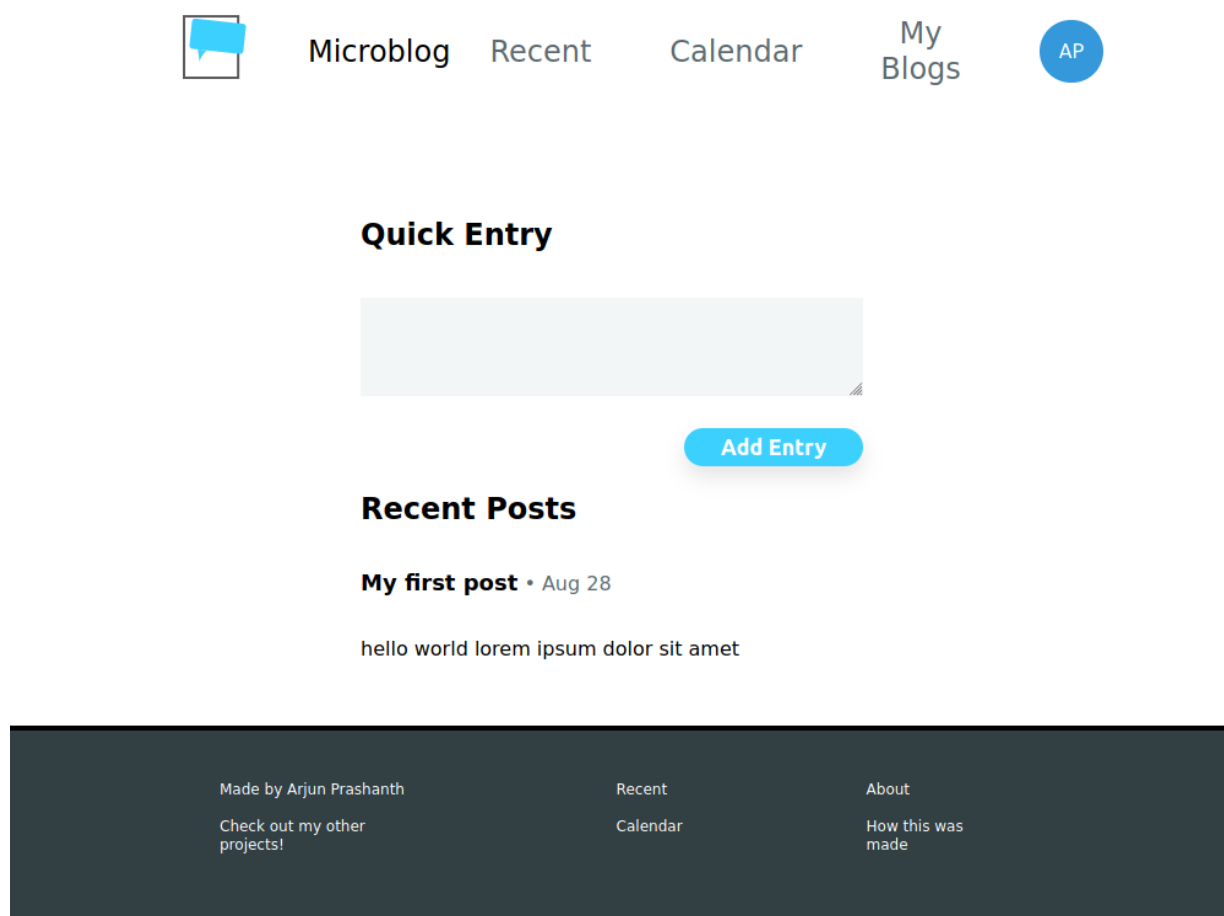 Microblog
Recent
Calendar
My
Blogs
AP
Quick Entry
Add Entry
Recent Posts
My first post • Aug 28
hello world lorem ipsum dolor sit amet
Made by Arjun Prashanth
Check out my other
projects!
Recent
Calendar
About
How this was
made